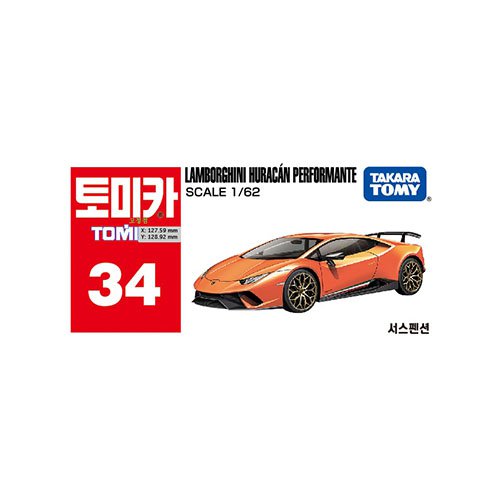 토미카
TOMI
X: 127.59 mm
Y: 128.92 mm
34
LAMBORGHINI HURACÁN PERFORMANTE
SCALE 1/62
TAKARA
TOMY
®
서스펜션